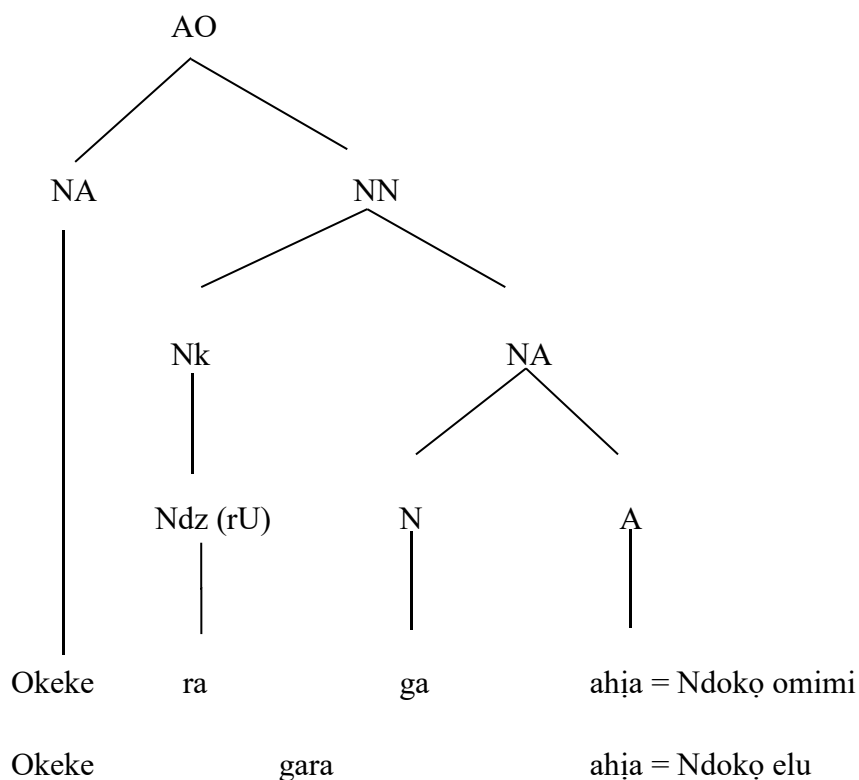 AO
NA NN
Nk NA
Ndz (rU) N A
Okeke ra ga ahịa = Ndokọ omimi
Okeke gara ahịa = Ndokọ elu